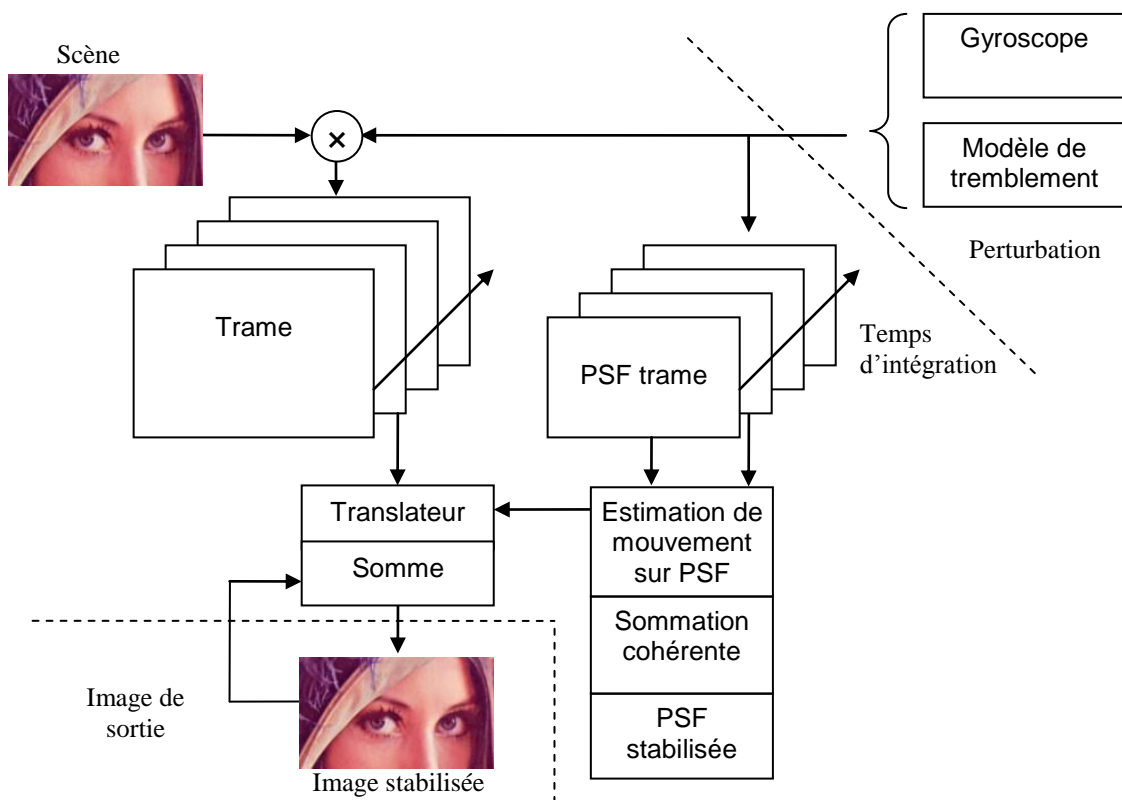 Scène
Gyroscope
×
Modèle de
tremblement
Perturbation
Trame
PSF trame
Temps
d'intégration
Translateur
Somme
Estimation de
mouvement
sur PSF
Sommation
cohérente
PSF
stabilisée
Image de
sortie
Image stabilisée